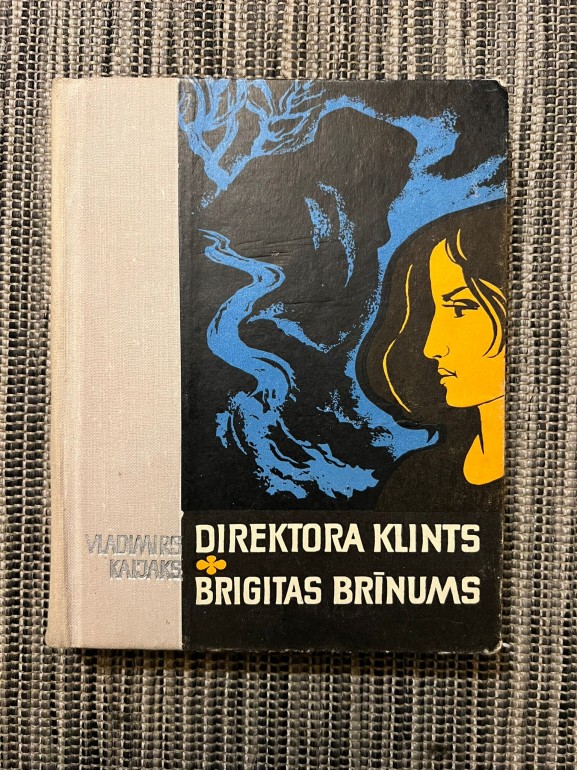 VLADIMIRS
KAIJAKS
DIREKTORA KLINTS
BRIGITAS BRĪNUMS